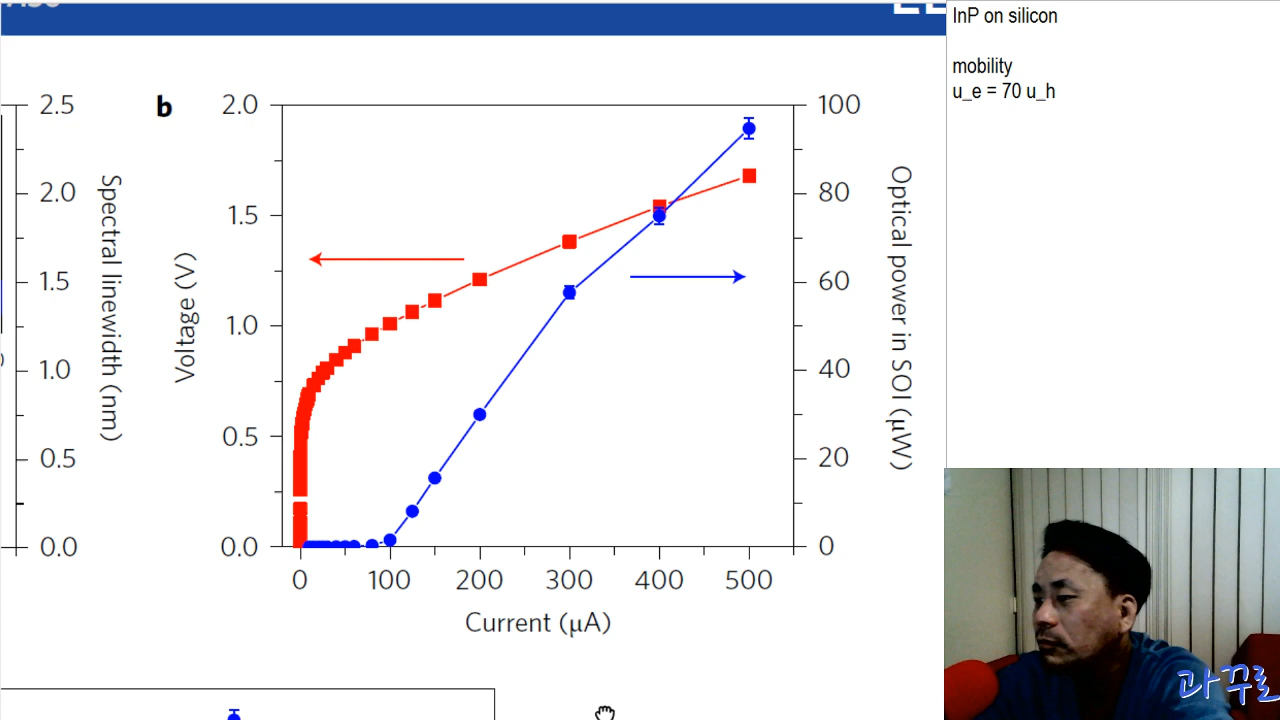 InP on silicon
mobility
u_e = 70 u_h
b
2.5
2.0
1.5
1.0
0.5
0.0
Spectral linewidth (nm)
2.0
1.5
1.0
0.5
0.0
Voltage (V)
100
80
60
40
20
0
Optical power in SOI (μW)
0 100 200 300 400 500
Current (μA)
과꾸로